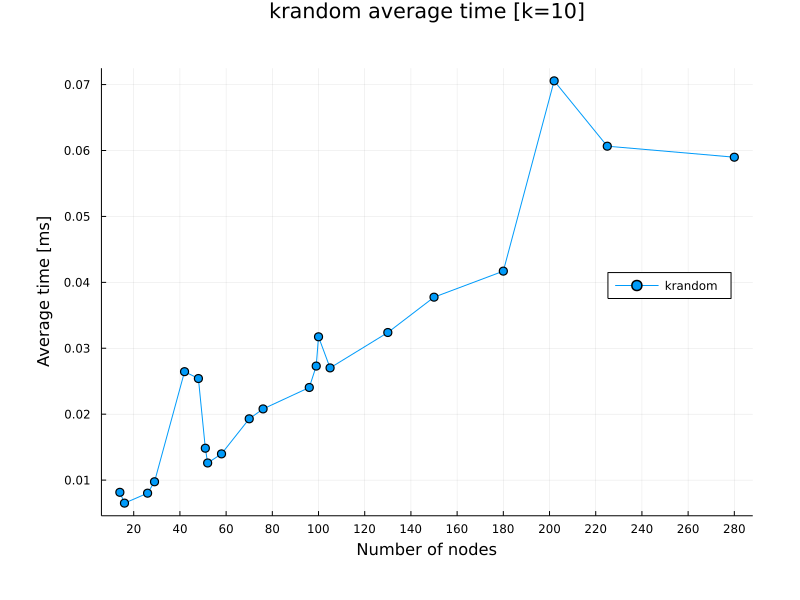 krandom average time [k=10]
0.07
0.06
0.05
0.04
0.03
0.02
0.01
Average time [ms]
krandom
20 40 60 80 100 120 140 160 180 200 220 240 260 280
Number of nodes